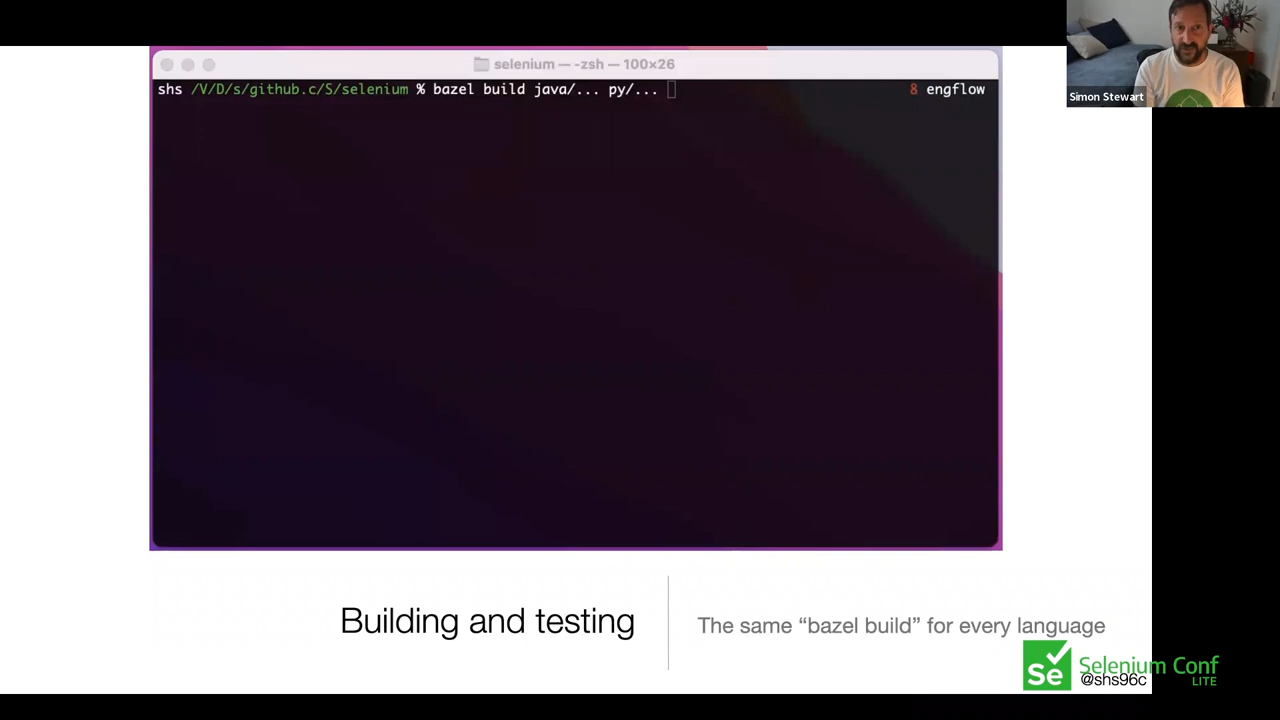 selenium — -zsh — 100×26
shs /V/D/s/github.c/S/selenium % bazel build java/... py/... 8 engflow
Simon Stewart
Building and testing
The same “bazel build” for every language
Se Selenium Conf
@shs96c LITE